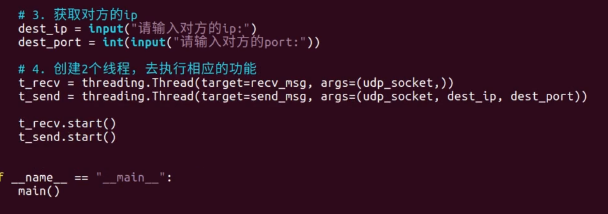 # 3. 获取对方的ip
dest_ip = input("请输入对方的ip:")
dest_port = int(input("请输入对方的port:"))
# 4. 创建2个线程，去执行相应的功能
t_recv = threading.Thread(target=recv_msg, args=(udp_socket,))
t_send = threading.Thread(target=send_msg, args=(udp_socket, dest_ip, dest_port))
t_recv.start()
t_send.start()
f __name__ == "__main__":
main()